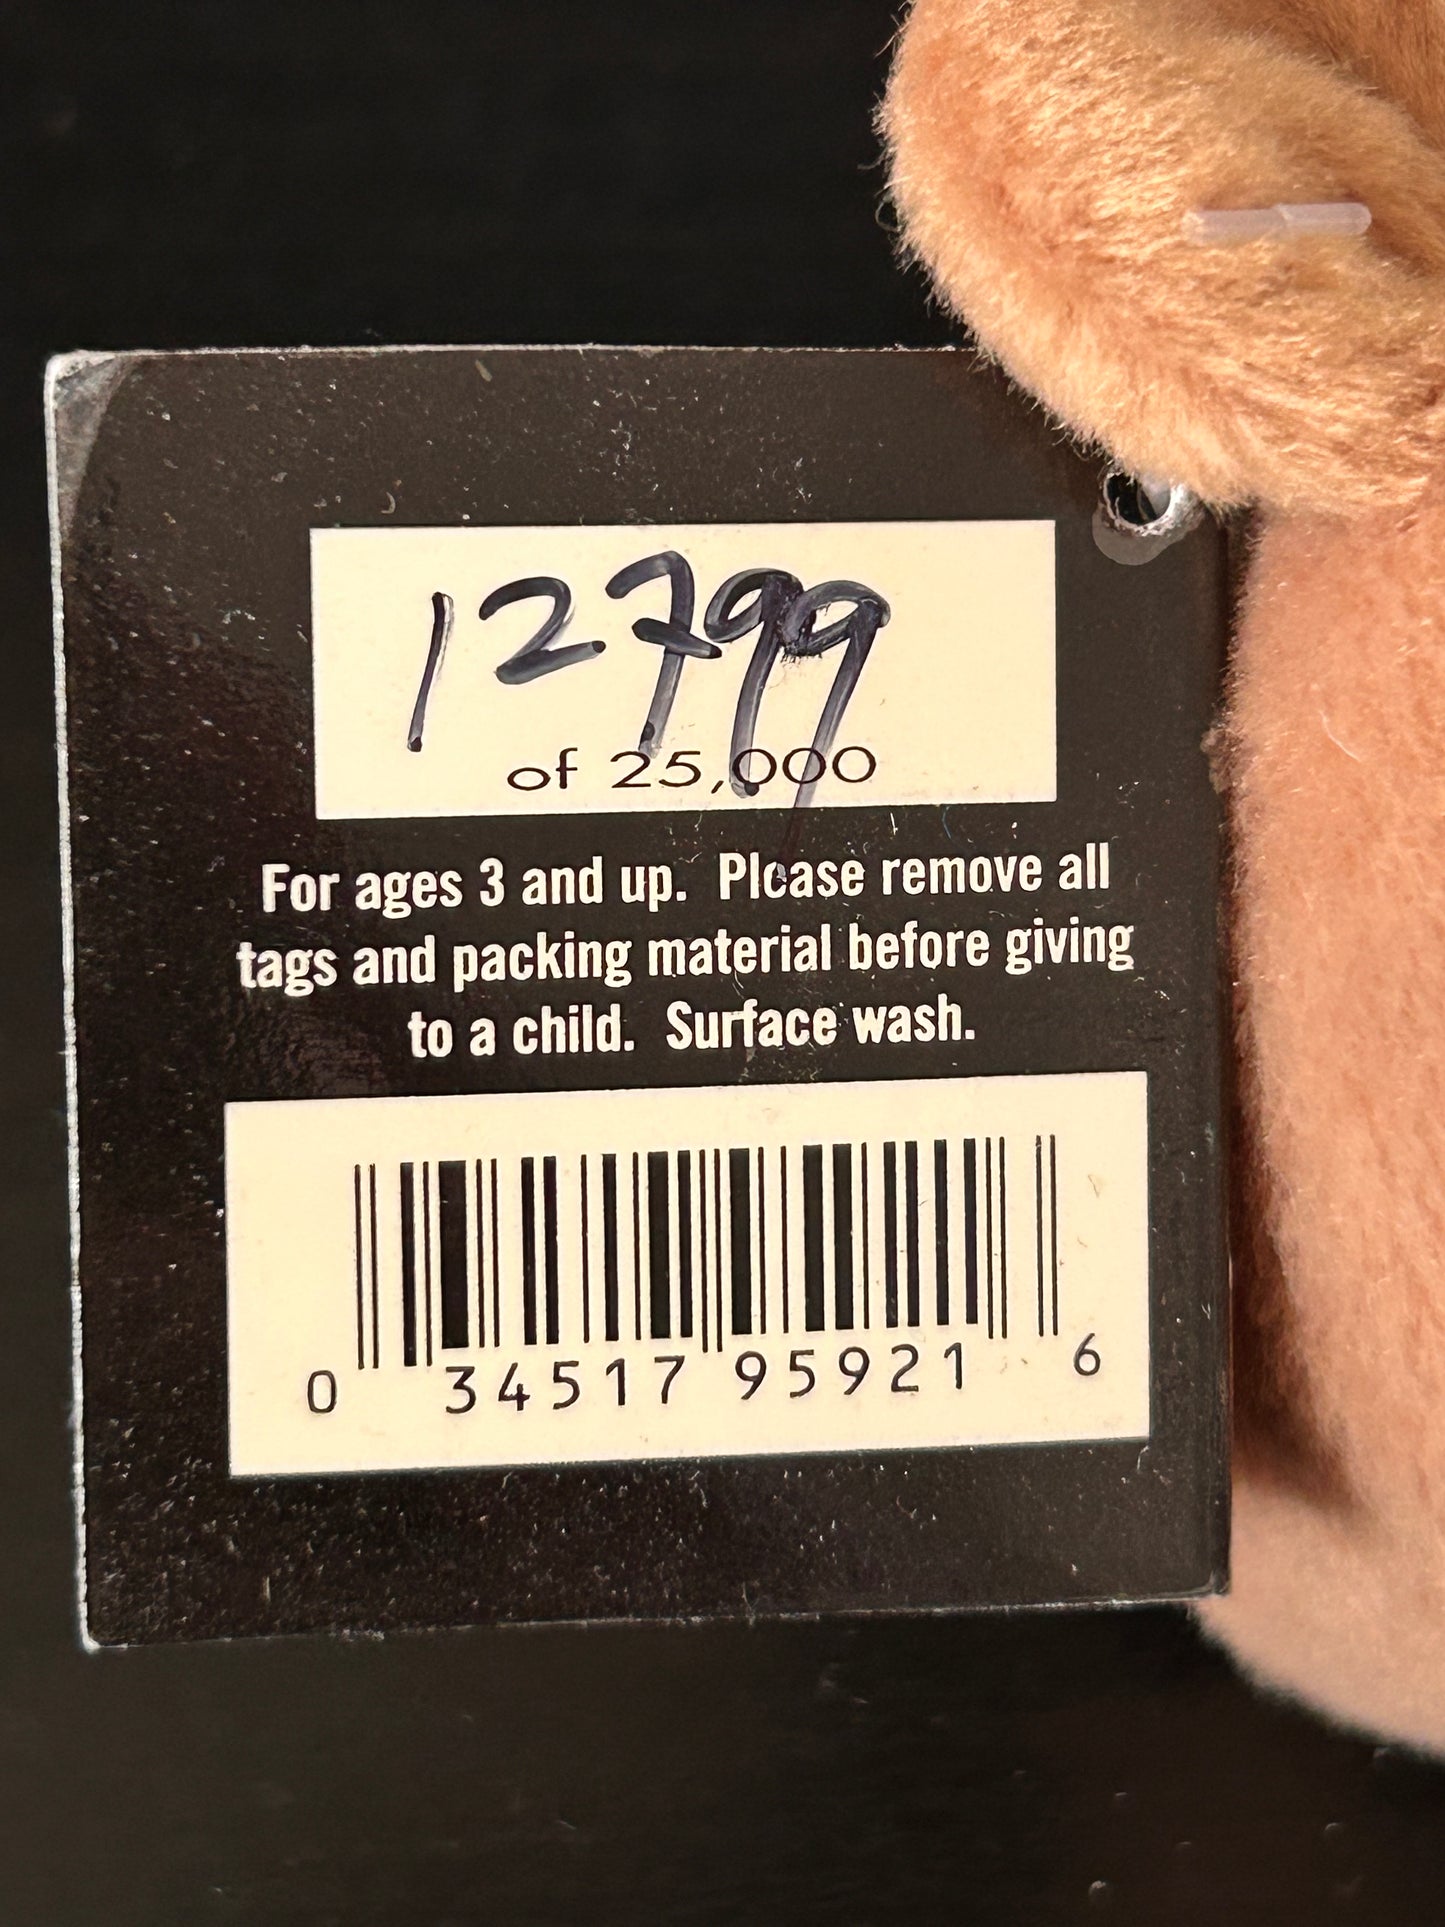 12799
of 25,000
For ages 3 and up. Please remove all
tags and packing material before giving
to a child. Surface wash.
0 34517 95921 6